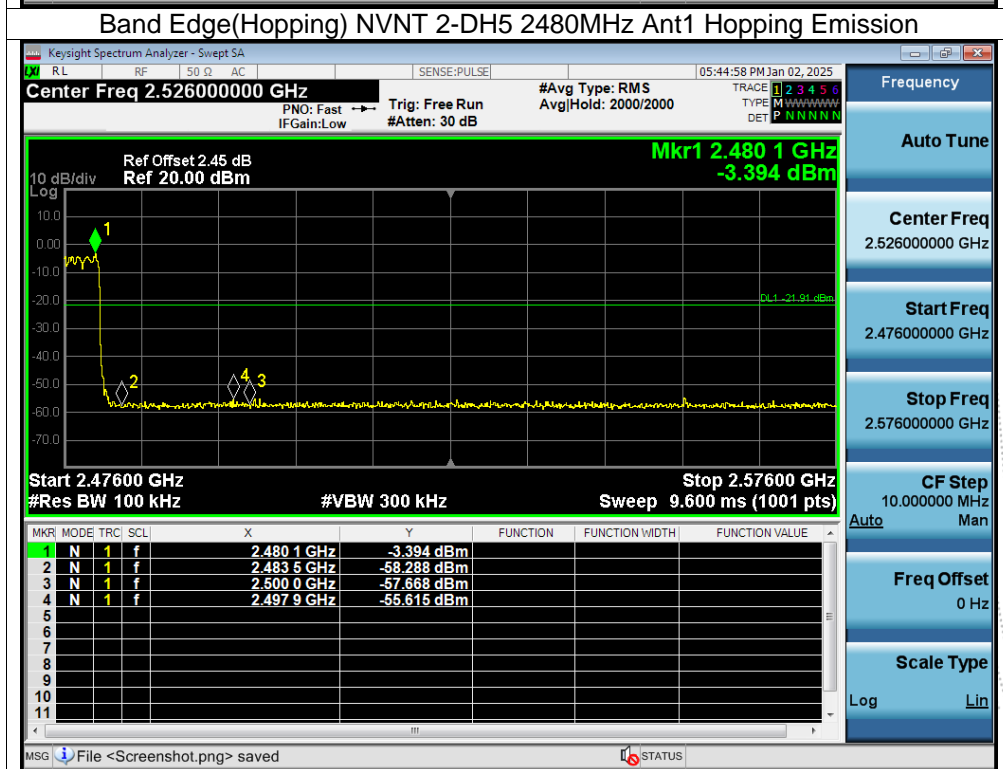 Band Edge(Hopping) NVNT 2-DH5 2480MHz Ant1 Hopping Emission
Keysight Spectrum Analyzer - Swept SA
LXI RL RF 50 Ω AC SENSE:PULSE 05:44:58 PM Jan 02, 2025
Center Freq 2.526000000 GHz #Avg Type: RMS TRACE 1 2 3 4 5 6
PNO: Fast Trig: Free Run Avg|Hold: 2000/2000 TYPE M WWWWW
IFGain:Low #Atten: 30 dB DET P N N N N N
Ref Offset 2.45 dB Mkr1 2.480 1 GHz
10 dB/div Ref 20.00 dBm -3.394 dBm
Log
10.0
1
0.00
-10.0
-20.0
DL1 -21.91 dBm
-30.0
-40.0
-50.0
2 4 3
-60.0
-70.0
Start 2.47600 GHz Stop 2.57600 GHz
#Res BW 100 kHz #VBW 300 kHz Sweep 9.600 ms (1001 pts)
MKR MODE TRC SCL X Y FUNCTION FUNCTION WIDTH FUNCTION VALUE
1 N 1 f 2.480 1 GHz -3.394 dBm
2 N 1 f 2.483 5 GHz -58.288 dBm
3 N 1 f 2.500 0 GHz -57.668 dBm
4 N 1 f 2.497 9 GHz -55.615 dBm
5
6
7
8
9
10
11
MSG File <Screenshot.png> saved STATUS
Frequency
Auto Tune
Center Freq
2.526000000 GHz
Start Freq
2.476000000 GHz
Stop Freq
2.576000000 GHz
CF Step
10.000000 MHz
Auto Man
Freq Offset
0 Hz
Scale Type
Log Lin